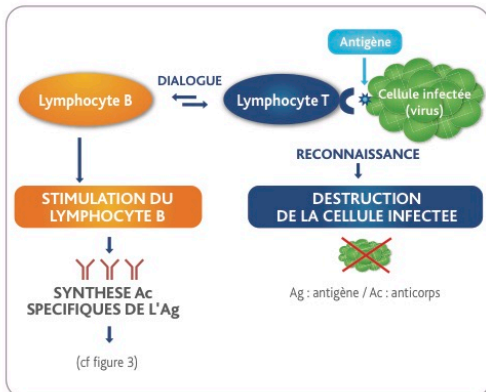 Antigène
Lymphocyte B
DIALOGUE
Lymphocyte T
Cellule infectée
(virus)
RECONNAISSANCE
STIMULATION DU
LYMPHOCYTE B
DESTRUCTION
DE LA CELLULE INFECTEE
SYNTHESE Ac
SPECIFIQUES DE L'Ag
Ag : antigène / Ac : anticorps
(cf figure 3)